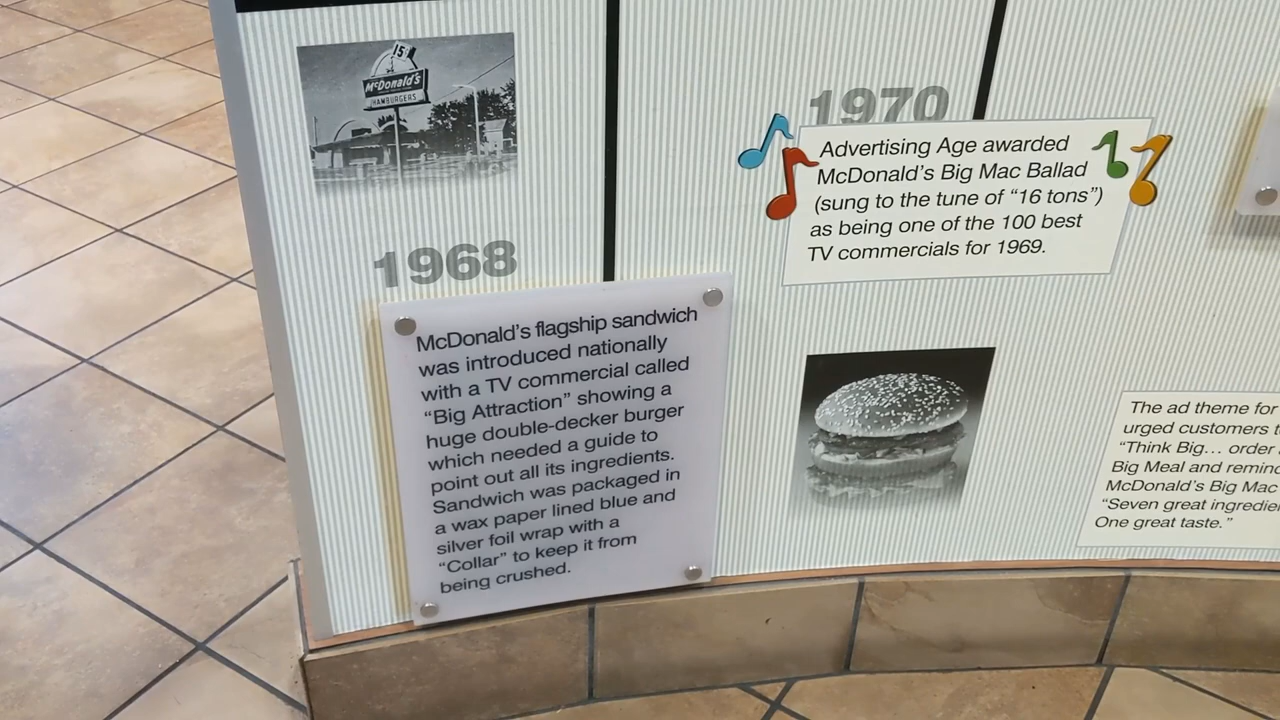 15¢
McDonald's
HAMBURGERS
1968
McDonald's flagship sandwich
was introduced nationally
with a TV commercial called
“Big Attraction” showing a
huge double-decker burger
which needed a guide to
point out all its ingredients.
Sandwich was packaged in
a wax paper lined blue and
silver foil wrap with a
“Collar” to keep it from
being crushed.
1970
Advertising Age awarded
McDonald's Big Mac Ballad
(sung to the tune of “16 tons”)
as being one of the 100 best
TV commercials for 1969.
The ad theme for
urged customers
“Think Big... order
Big Meal and
McDonald's Big Mac
“Seven great
One great taste.”